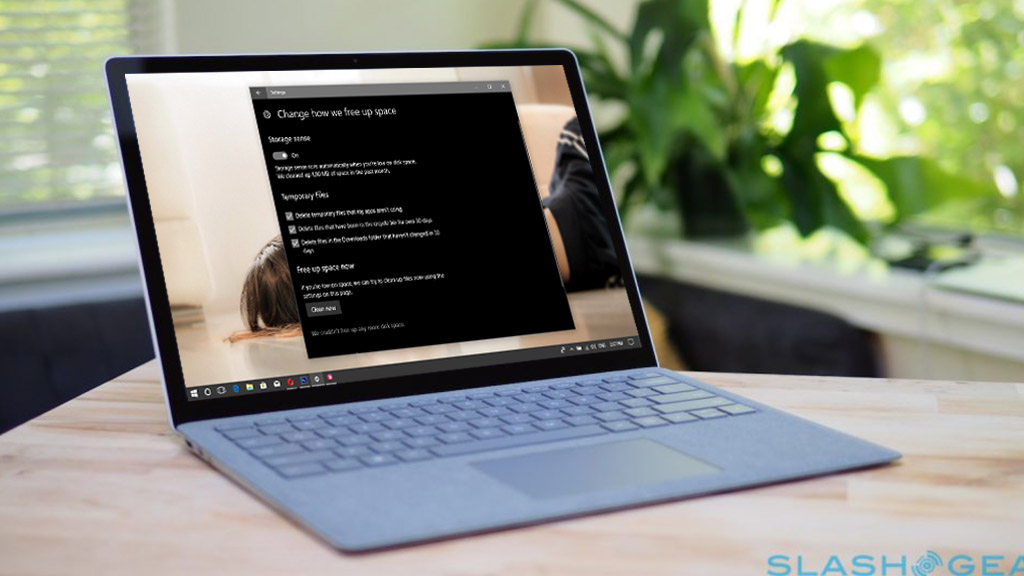 Settings
Change how we free up space
Storage sense
On
Storage sense runs automatically when you're low on disk space.
We cleaned up MB of space in the past month.
Temporary files
Delete temporary files that my apps aren't using
Delete files that have been in the recycle bin for over 30 days
Delete files in the Downloads folder that haven't changed in 30
days
Free up space now
If you're low on space, we can try to clean up files now using the
settings on this page.
Clean now
We couldn't free up any more disk space.
ENG
SLASHGEA